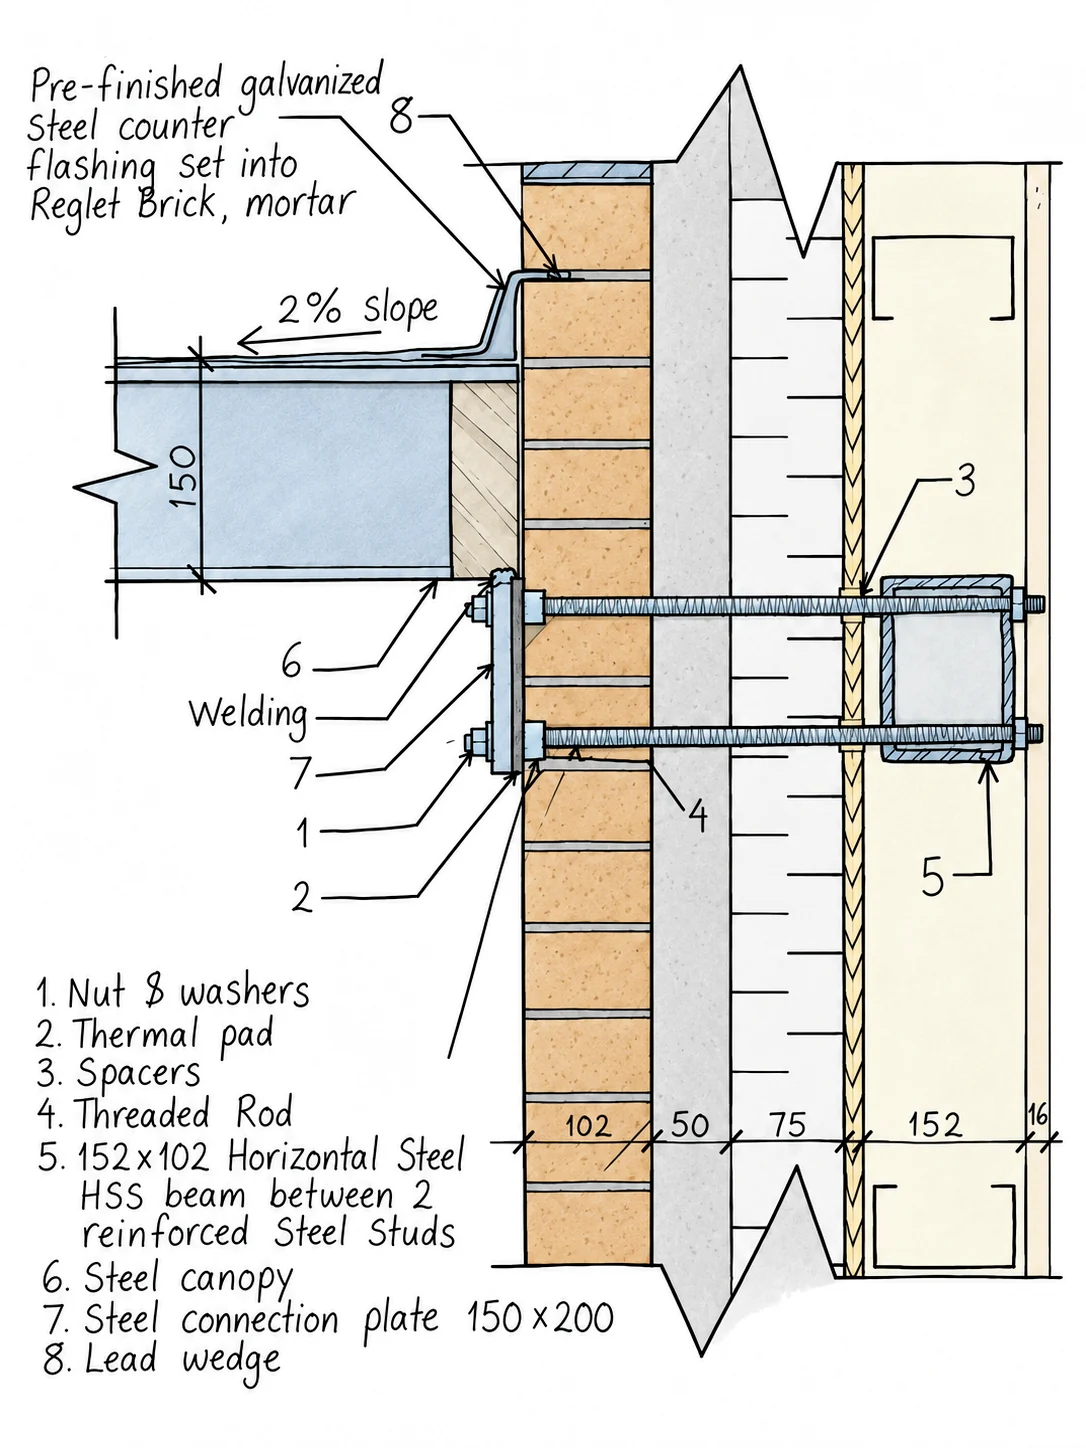 Pre-finished galvanized
Steel counter
flashing set into
Reglet Brick, mortar
8
2% Slope
150
3
6
Welding
7
1
4
5
2
1. Nut & washers
2. Thermal pad
3. Spacers
4. Threaded Rod
5. 152x102 Horizontal Steel
HSS beam between 2
reinforced Steel Studs
6. Steel canopy
7. Steel connection plate 150x200
8. Lead wedge
102
50
75
152
16